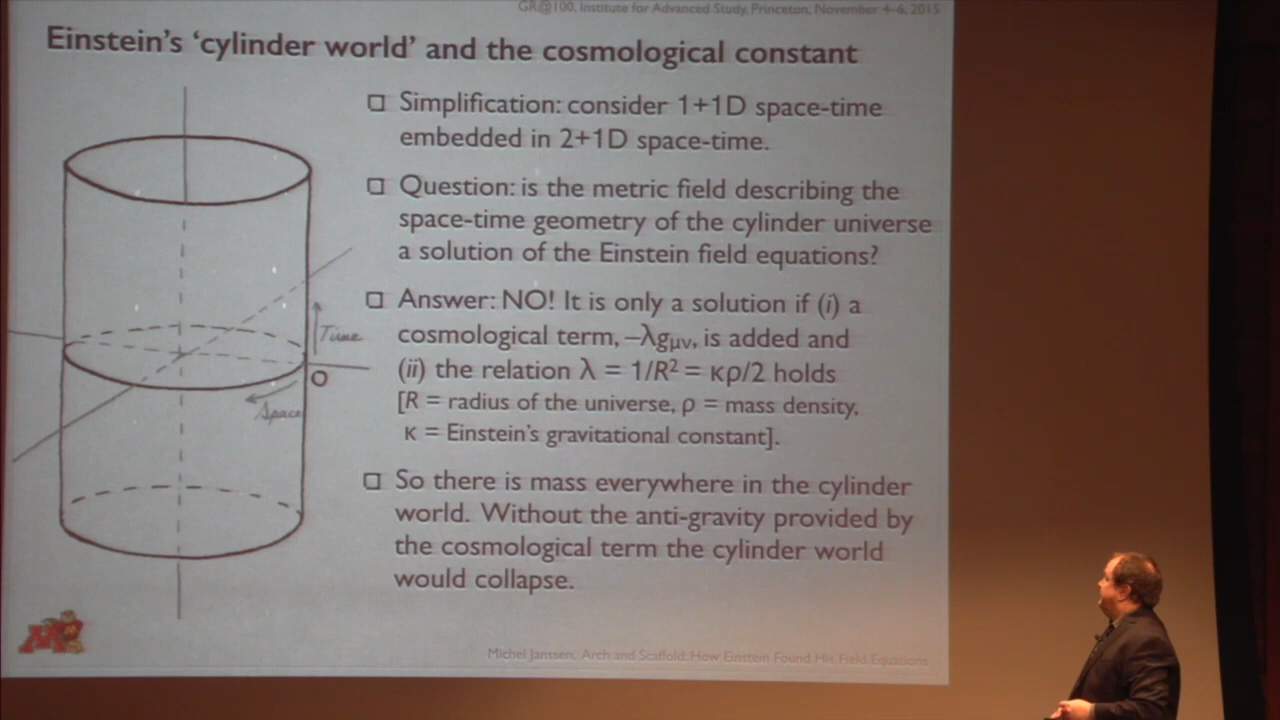 GR@100, Institute for Advanced Study, Princeton, November 4–6, 2015
Einstein's 'cylinder world' and the cosmological constant
☐ Simplification: consider 1+1D space-time
embedded in 2+1D space-time.
☐ Question: is the metric field describing the
space-time geometry of the cylinder universe
a solution of the Einstein field equations?
☐ Answer: NO! It is only a solution if (i) a
cosmological term, –λgμν, is added and
(ii) the relation λ = 1/R² = κρ/2 holds
[R = radius of the universe, ρ = mass density,
κ = Einstein's gravitational constant].
☐ So there is mass everywhere in the cylinder
world. Without the anti-gravity provided by
the cosmological term the cylinder world
would collapse.
Time
O
Space
M
Michel Janssen, Arch and Scaffold: How Einstein Found His Field Equations